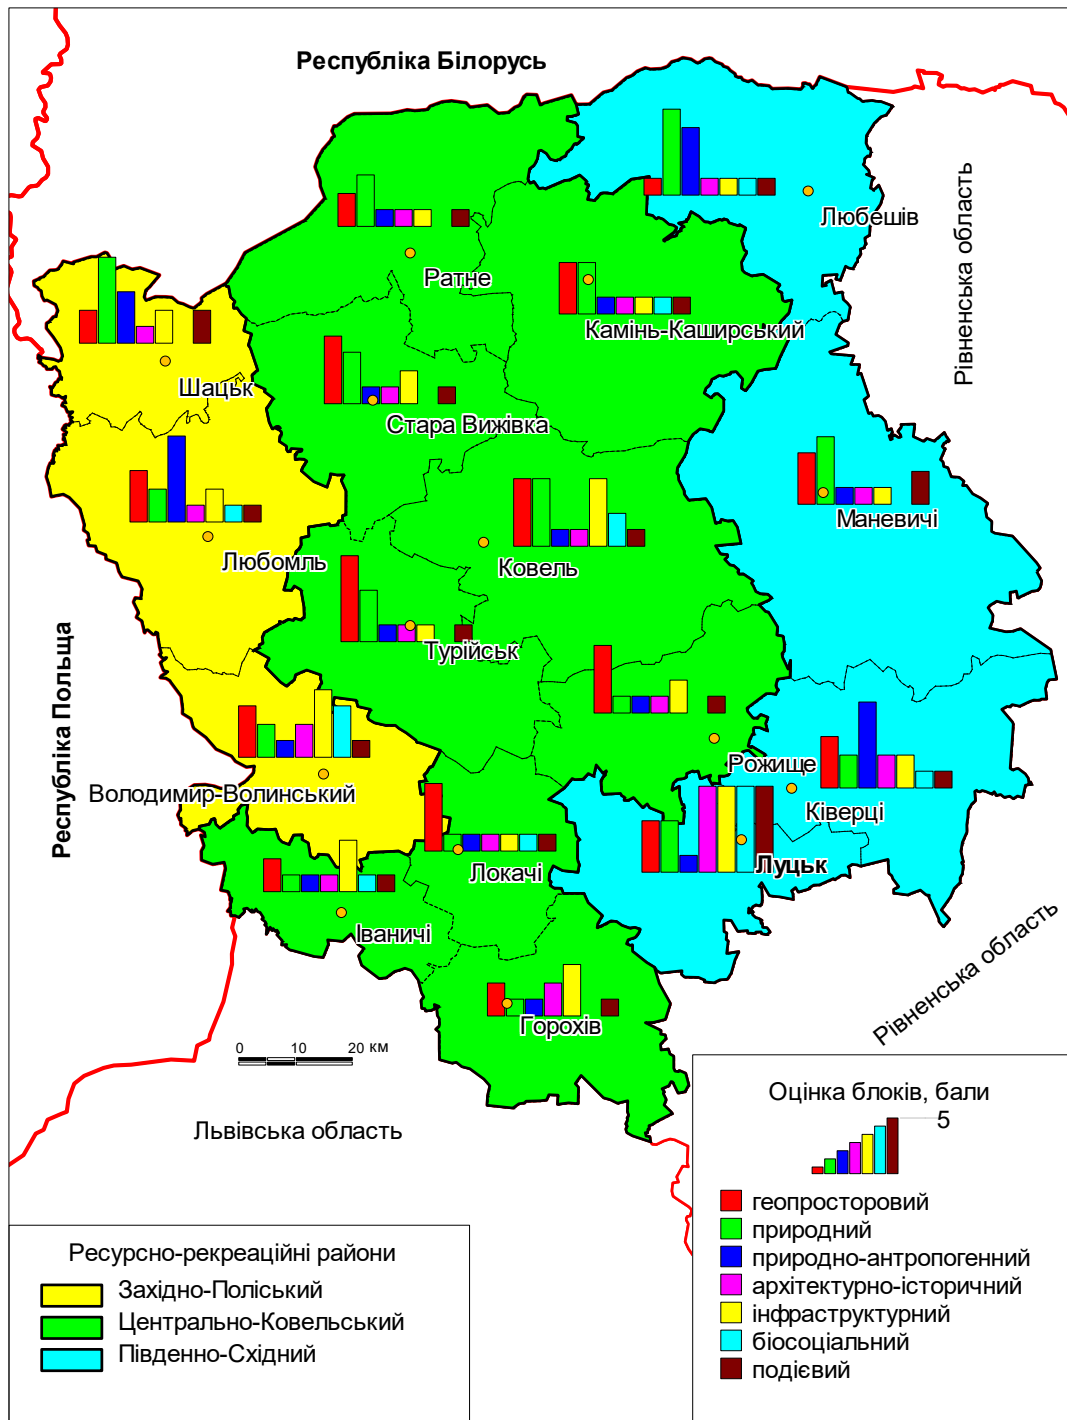 Республіка Білорусь
Рівненська область
Любешів
Ратне
Камінь-Каширський
Шацьк
Стара Вижівка
Маневичі
Любомль
Ковель
Турійськ
Республіка Польща
Рожище
Володимир-Волинський
Ківерці
Локачі
Луцьк
Іваничі
Горохів
Рівненська область
0 10 20 км
Львівська область
Оцінка блоків, бали
5
геопросторовий
природний
природно-антропогенний
архітектурно-історичний
інфраструктурний
біосоціальний
подієвий
Ресурсно-рекреаційні райони
Західно-Поліський
Центрально-Ковельський
Південно-Східний